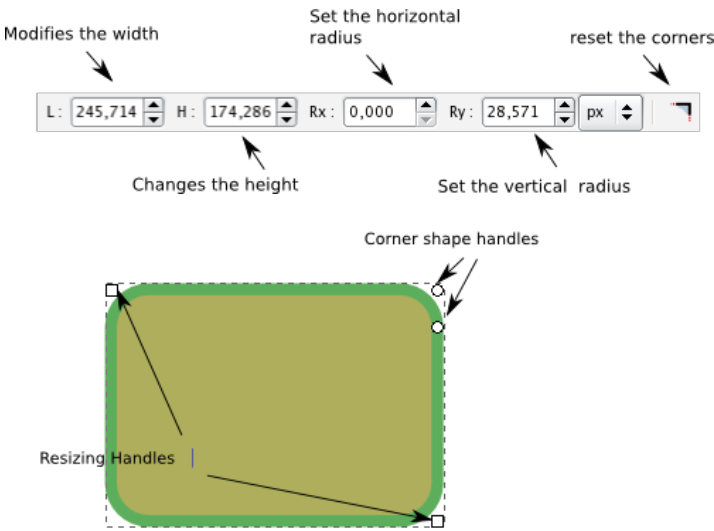 Modifies the width
Set the horizontal
radius
reset the corners
L: 245,714 H: 174,286 Rx: 0,000 Ry: 28,571 px
Changes the height
Set the vertical radius
Corner shape handles
Resizing Handles